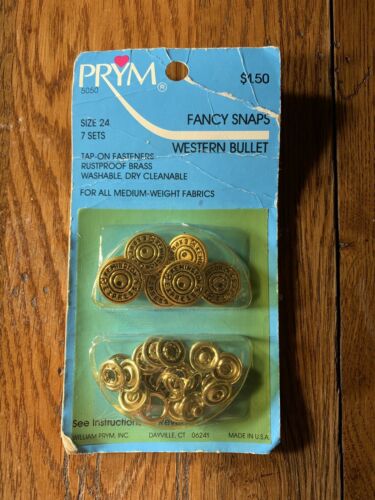 PRYM ®
5050
$1.50
SIZE 24
7 SETS
FANCY SNAPS
WESTERN BULLET
TAP-ON FASTENERS
RUSTPROOF BRASS
WASHABLE, DRY CLEANABLE
FOR ALL MEDIUM-WEIGHT FABRICS
See Instructions
WILLIAM PRYM, INC. DAYVILLE, CT 06241 MADE IN U.S.A.